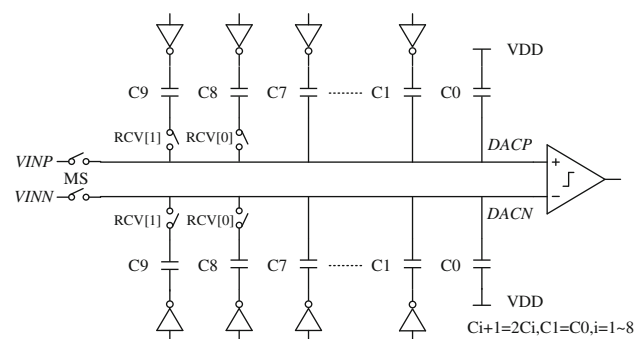 VDD
C9 C8 C7 ........ C1 C0
RCV[1] RCV[0]
VINP DACP
+
MS
VINN
−
RCV[1] RCV[0] DACN
C9 C8 C7 ........ C1 C0
VDD
Ci+1=2Ci,C1=C0,i=1~8